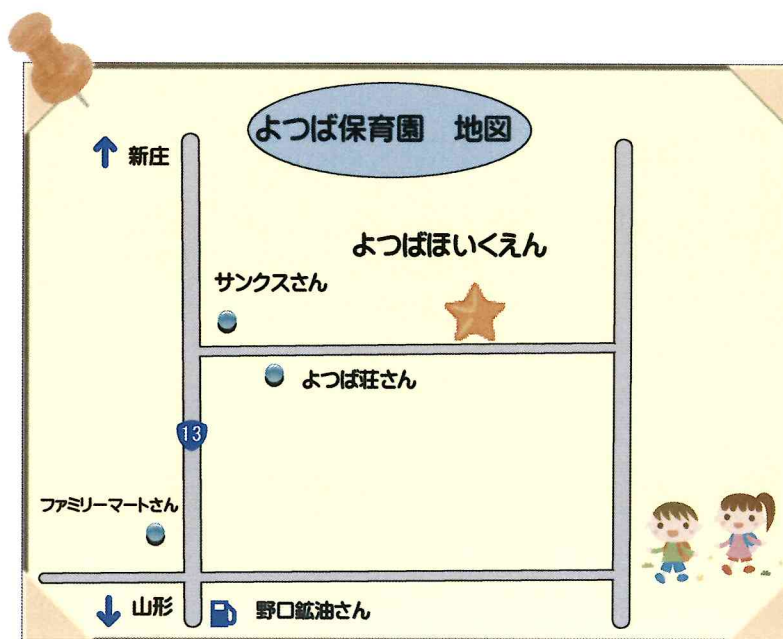 よつば保育園 地図
新庄
よつばほいくえん
サンクスさん
よつば荘さん
13
ファミリーマートさん
山形
野口鉱油さん